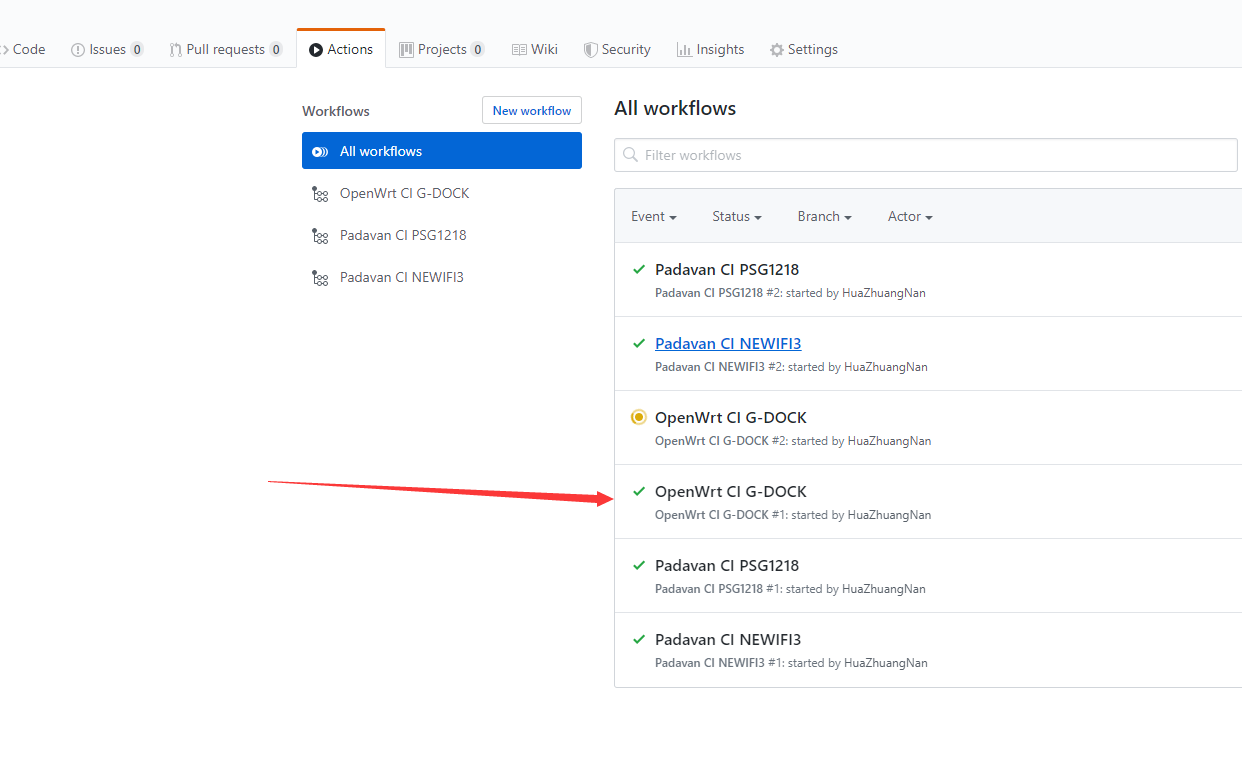 Code Issues 0 Pull requests 0 Actions Projects 0 Wiki Security Insights Settings
Workflows
New workflow
All workflows
OpenWrt CI G-DOCK
Padavan CI PSG1218
Padavan CI NEWIFI3
All workflows
Filter workflows
Event Status Branch Actor
Padavan CI PSG1218
Padavan CI PSG1218 #2: started by HuaZhuangNan
Padavan CI NEWIFI3
Padavan CI NEWIFI3 #2: started by HuaZhuangNan
OpenWrt CI G-DOCK
OpenWrt CI G-DOCK #2: started by HuaZhuangNan
OpenWrt CI G-DOCK
OpenWrt CI G-DOCK #1: started by HuaZhuangNan
Padavan CI PSG1218
Padavan CI PSG1218 #1: started by HuaZhuangNan
Padavan CI NEWIFI3
Padavan CI NEWIFI3 #1: started by HuaZhuangNan